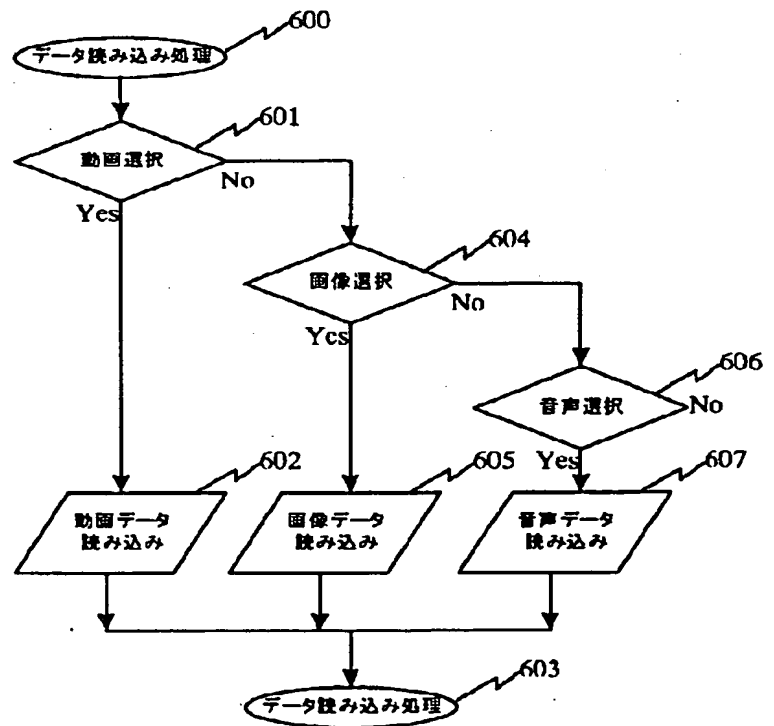 600
データ読み込み処理
601
動画選択
No
Yes
604
画像選択
No
Yes
606
音声選択
No
Yes
602
605
607
動画データ
読み込み
画像データ
読み込み
音声データ
読み込み
603
データ読み込み処理